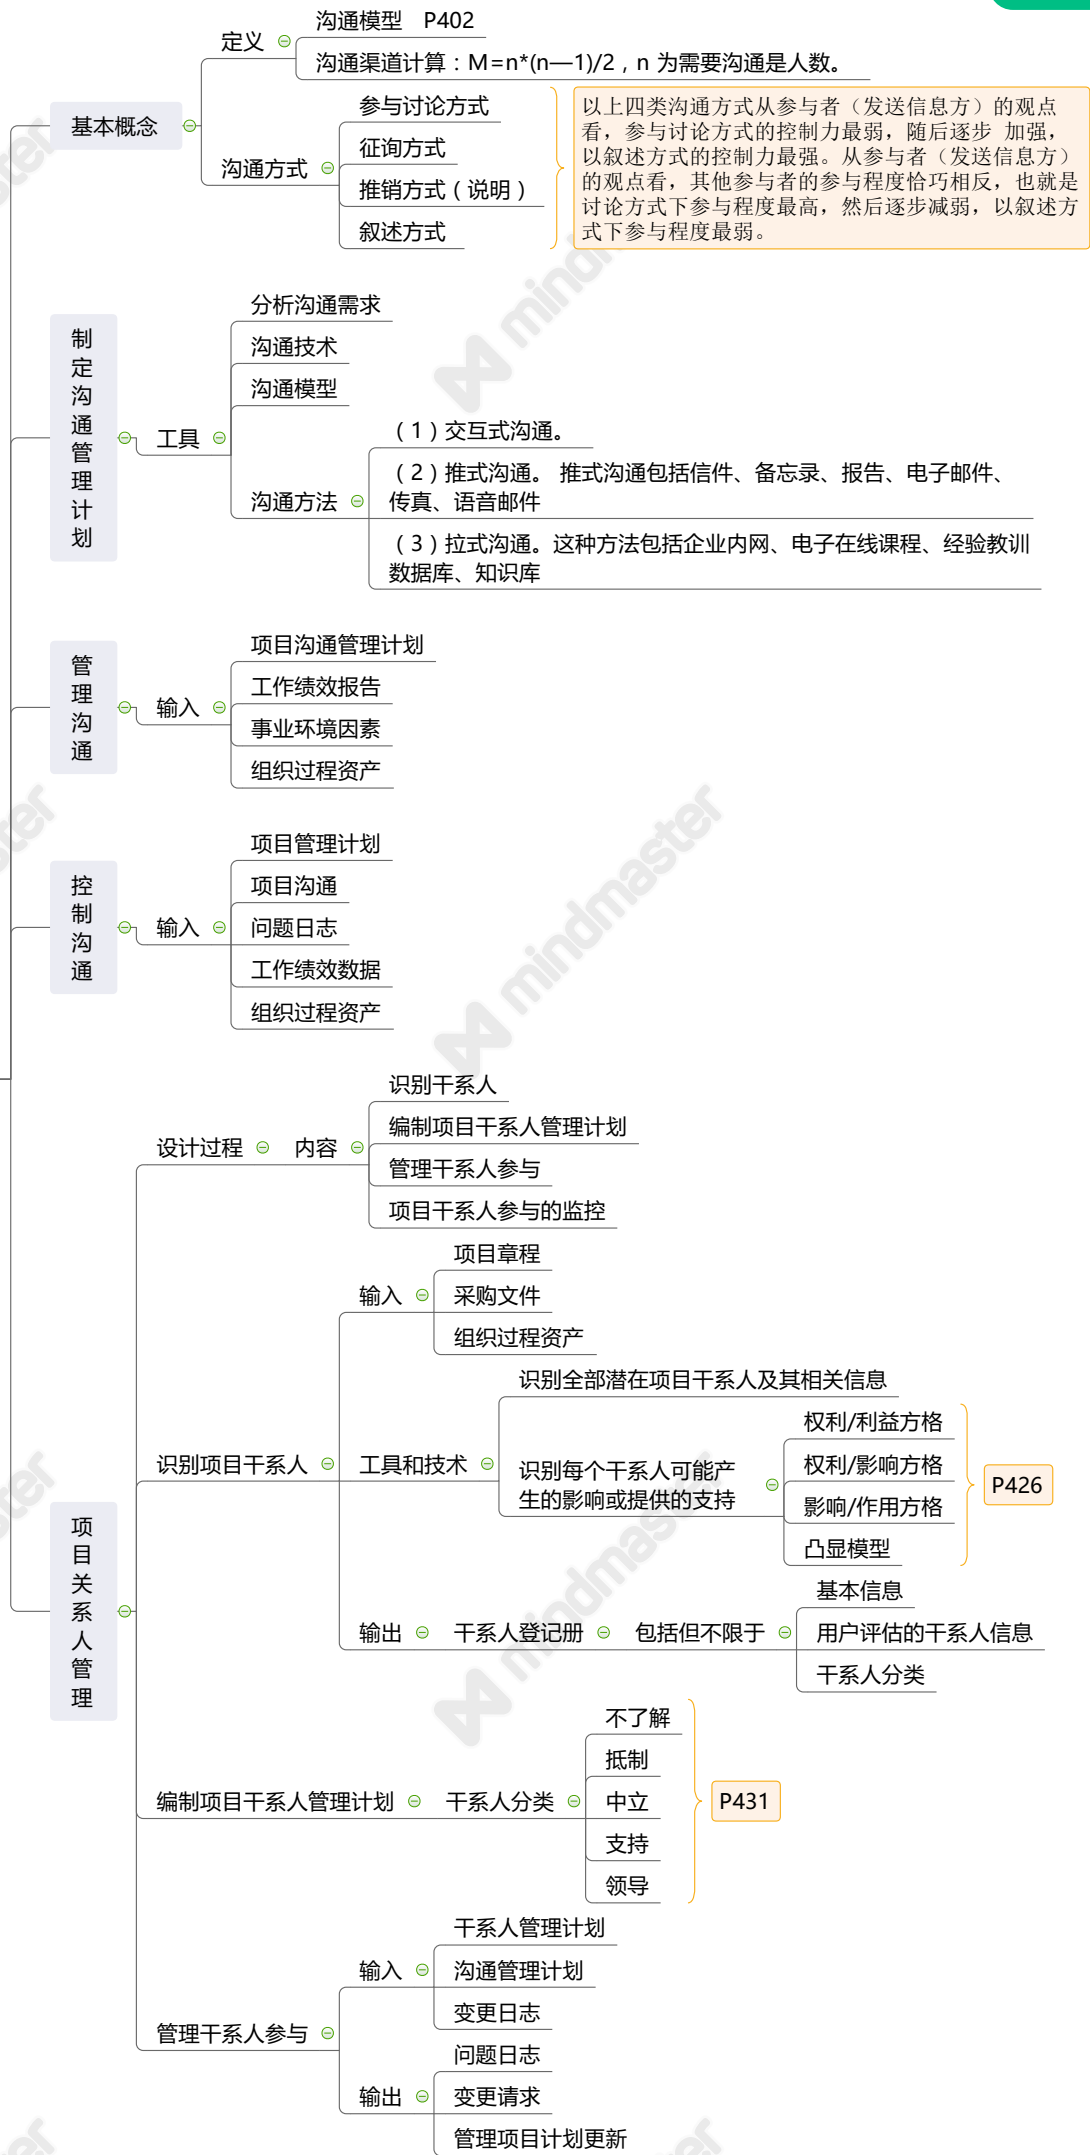 沟通模型 P402
定义
沟通渠道计算：M=n*(n—1)/2，n 为需要沟通是人数。
基本概念
沟通方式
参与讨论方式
征询方式
推销方式（说明）
叙述方式
以上四类沟通方式从参与者（发送信息方）的观点
看，参与讨论方式的控制力最弱，随后逐步 加强，
以叙述方式的控制力最强。从参与者（发送信息方）
的观点看，其他参与者的参与程度恰巧相反，也就是
讨论方式下参与程度最高，然后逐步减弱，以叙述方
式下参与程度最弱。
制定沟通管理计划
工具
分析沟通需求
沟通技术
沟通模型
沟通方法
（1）交互式沟通。
（2）推式沟通。 推式沟通包括信件、备忘录、报告、电子邮件、
传真、语音邮件
（3）拉式沟通。这种方法包括企业内网、电子在线课程、经验教训
数据库、知识库
管理沟通
输入
项目沟通管理计划
工作绩效报告
事业环境因素
组织过程资产
控制沟通
输入
项目管理计划
项目沟通
问题日志
工作绩效数据
组织过程资产
项目关系人管理
设计过程
内容
识别干系人
编制项目干系人管理计划
管理干系人参与
项目干系人参与的监控
识别项目干系人
输入
项目章程
采购文件
组织过程资产
工具和技术
识别全部潜在项目干系人及其相关信息
识别每个干系人可能产
生的影响或提供的支持
权利/利益方格
权利/影响方格
影响/作用方格
凸显模型
P426
输出
干系人登记册
包括但不限于
基本信息
用户评估的干系人信息
干系人分类
编制项目干系人管理计划
干系人分类
不了解
抵制
中立
支持
领导
P431
管理干系人参与
输入
干系人管理计划
沟通管理计划
变更日志
输出
问题日志
变更请求
管理项目计划更新
mindmaster
mindmaster
mindmaster